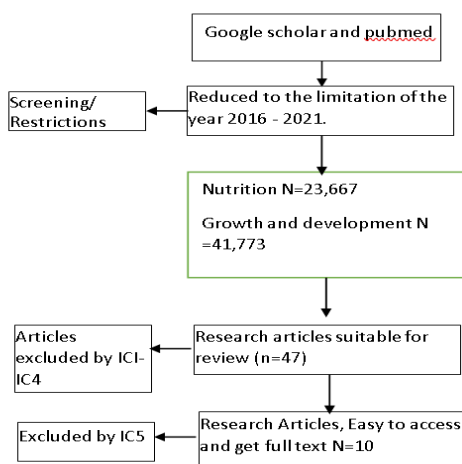 Google scholar and pubmed
Screening/
Restrictions
Reduced to the limitation of the
year 2016 - 2021.
Nutrition N=23,667
Growth and development N
=41,773
Articles
excluded by ICI-
IC4
Research articles suitable for
review (n=47)
Excluded by IC5
Research Articles, Easy to access
and get full text N=10